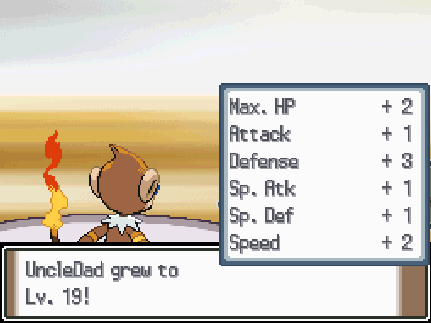 Max. HP + 2
Attack + 1
Defense + 3
Sp. Atk + 1
Sp. Def + 1
Speed + 2
UncleDad grew to
Lv. 19!